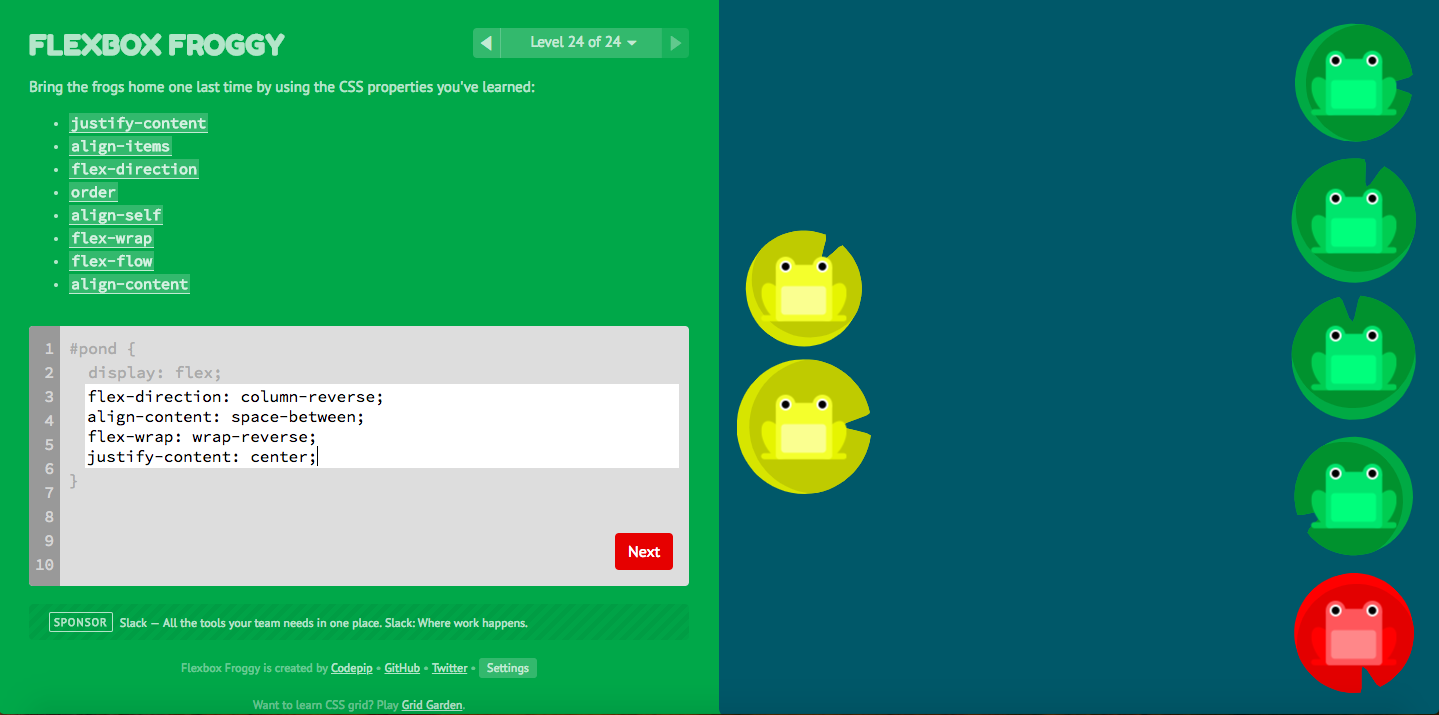 FLEXBOX FROGGY
Level 24 of 24
Bring the frogs home one last time by using the CSS properties you've learned:
justify-content
align-items
flex-direction
order
align-self
flex-wrap
flex-flow
align-content
1 #pond {
2 display: flex;
3 flex-direction: column-reverse;
4 align-content: space-between;
5 flex-wrap: wrap-reverse;
6 justify-content: center;
7 }
8
9
10
Next
SPONSOR Slack — All the tools your team needs in one place. Slack: Where work happens.
Flexbox Froggy is created by Codepip • GitHub • Twitter • Settings
Want to learn CSS grid? Play Grid Garden.